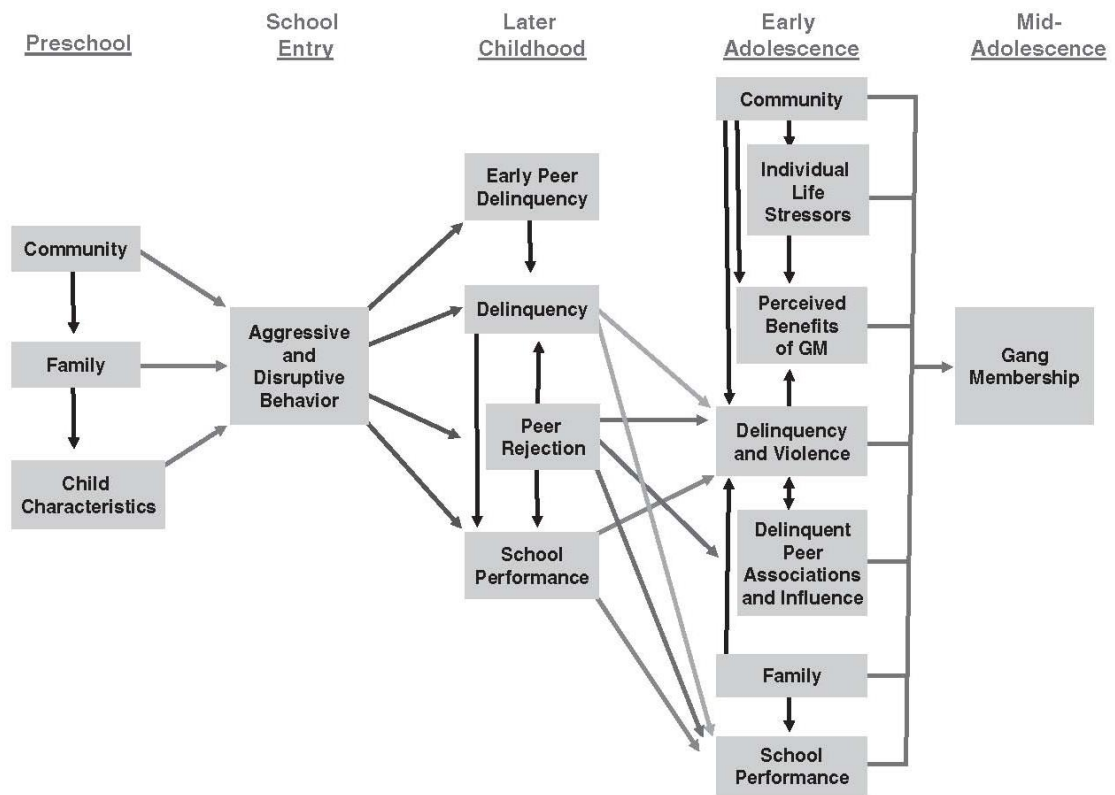 Preschool
School
Entry
Later
Childhood
Early
Adolescence
Mid-
Adolescence
Community
Family
Child
Characteristics
Aggressive
and
Disruptive
Behavior
Early Peer
Delinquency
Delinquency
Peer
Rejection
School
Performance
Community
Individual
Life
Stressors
Perceived
Benefits
of GM
Delinquency
and Violence
Delinquent
Peer
Associations
and Influence
Family
School
Performance
Gang
Membership